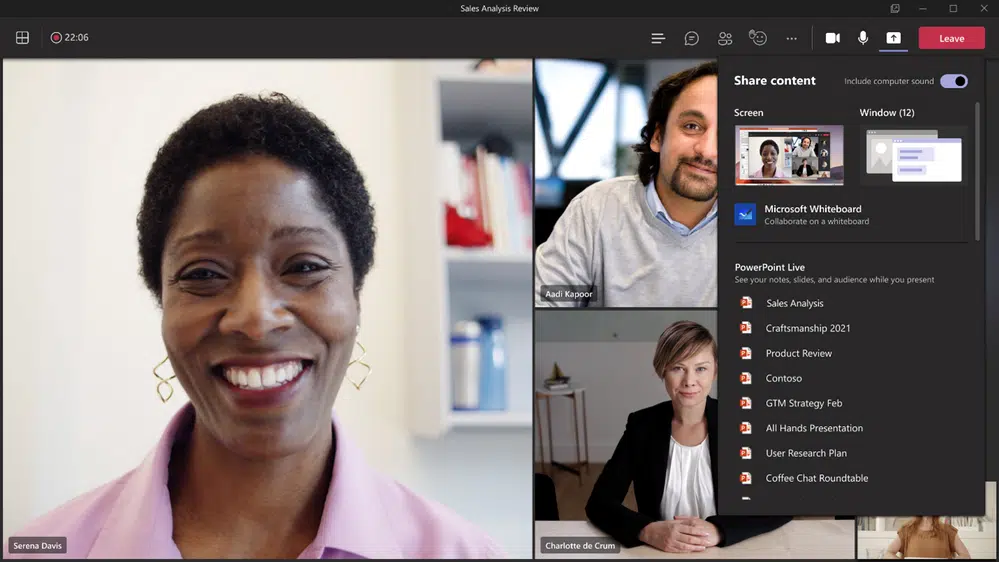 Sales Analysis Review
22:06
Leave
Share content
Include computer sound
Screen
Window (12)
Microsoft Whiteboard
Collaborate on a whiteboard
PowerPoint Live
See your notes, slides, and audience while you present
Sales Analysis
Craftsmanship 2021
Product Review
Contoso
GTM Strategy Feb
All Hands Presentation
User Research Plan
Coffee Chat Roundtable
Aadi Kapoor
Serena Davis
Charlotte de Crum